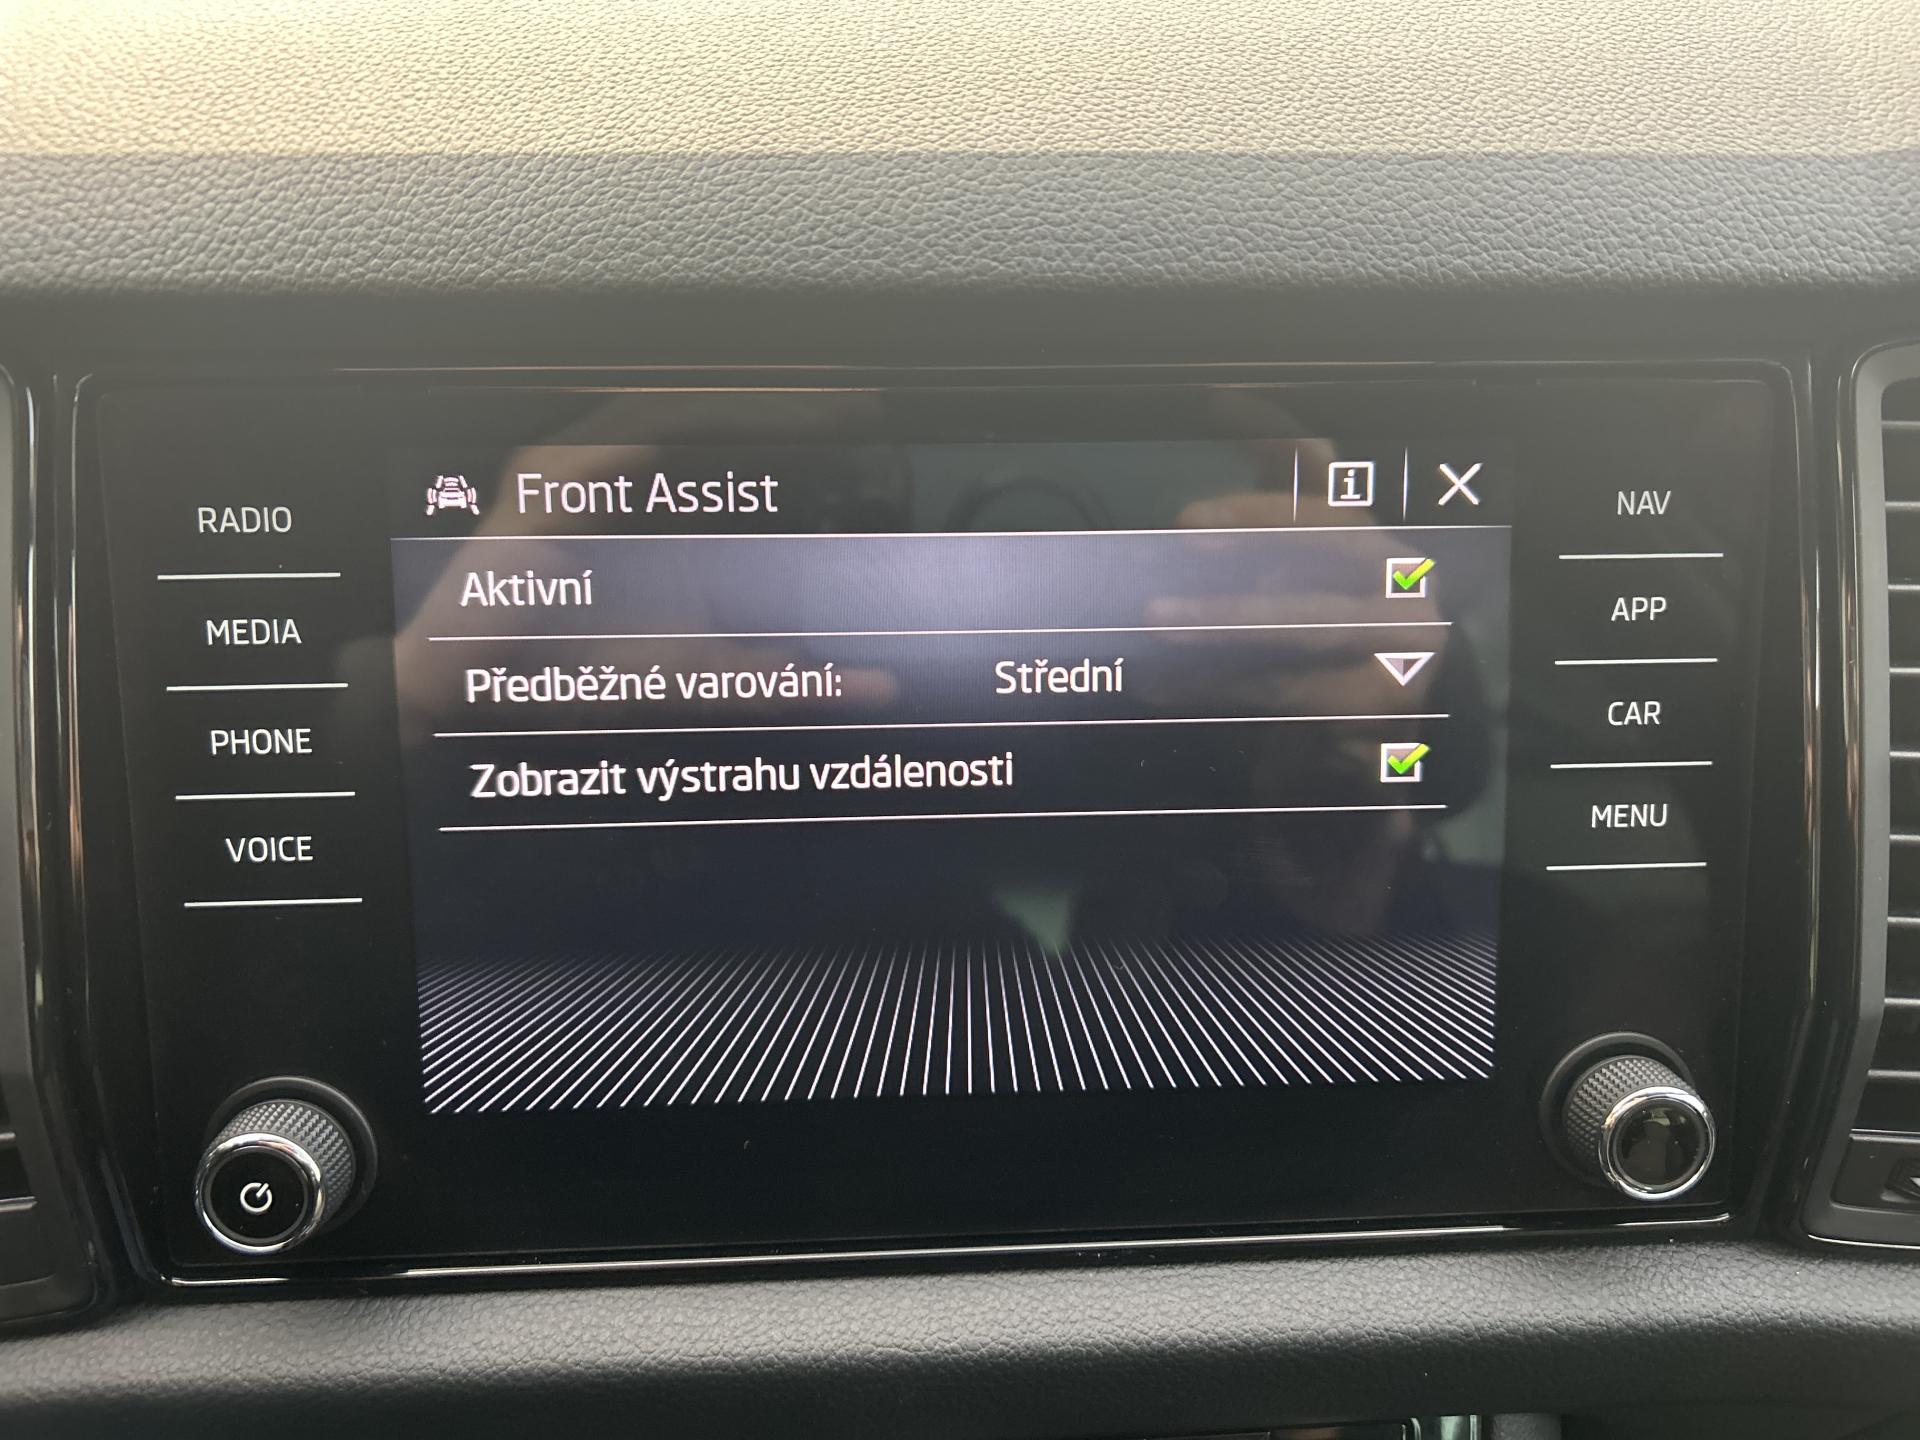 Front Assist
Aktivní
Předběžné varování: Střední
Zobrazit výstrahu vzdálenosti
RADIO
MEDIA
PHONE
VOICE
NAV
APP
CAR
MENU